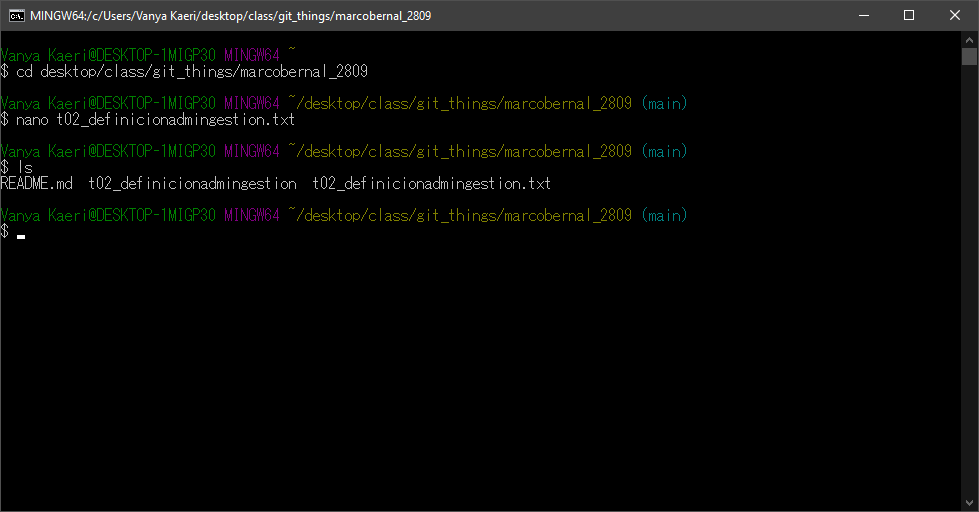 MINGW64:/c/Users/Vanya Kaeri/desktop/class/git_things/marcobernal_2809
Vanya Kaeri@DESKTOP-1MIGP30 MINGW64 ~
$ cd desktop/class/git_things/marcobernal_2809
Vanya Kaeri@DESKTOP-1MIGP30 MINGW64 ~/desktop/class/git_things/marcobernal_2809 (main)
$ nano t02_definicionadmingestion.txt
Vanya Kaeri@DESKTOP-1MIGP30 MINGW64 ~/desktop/class/git_things/marcobernal_2809 (main)
$ ls
README.md  t02_definicionadmingestion  t02_definicionadmingestion.txt
Vanya Kaeri@DESKTOP-1MIGP30 MINGW64 ~/desktop/class/git_things/marcobernal_2809 (main)
$